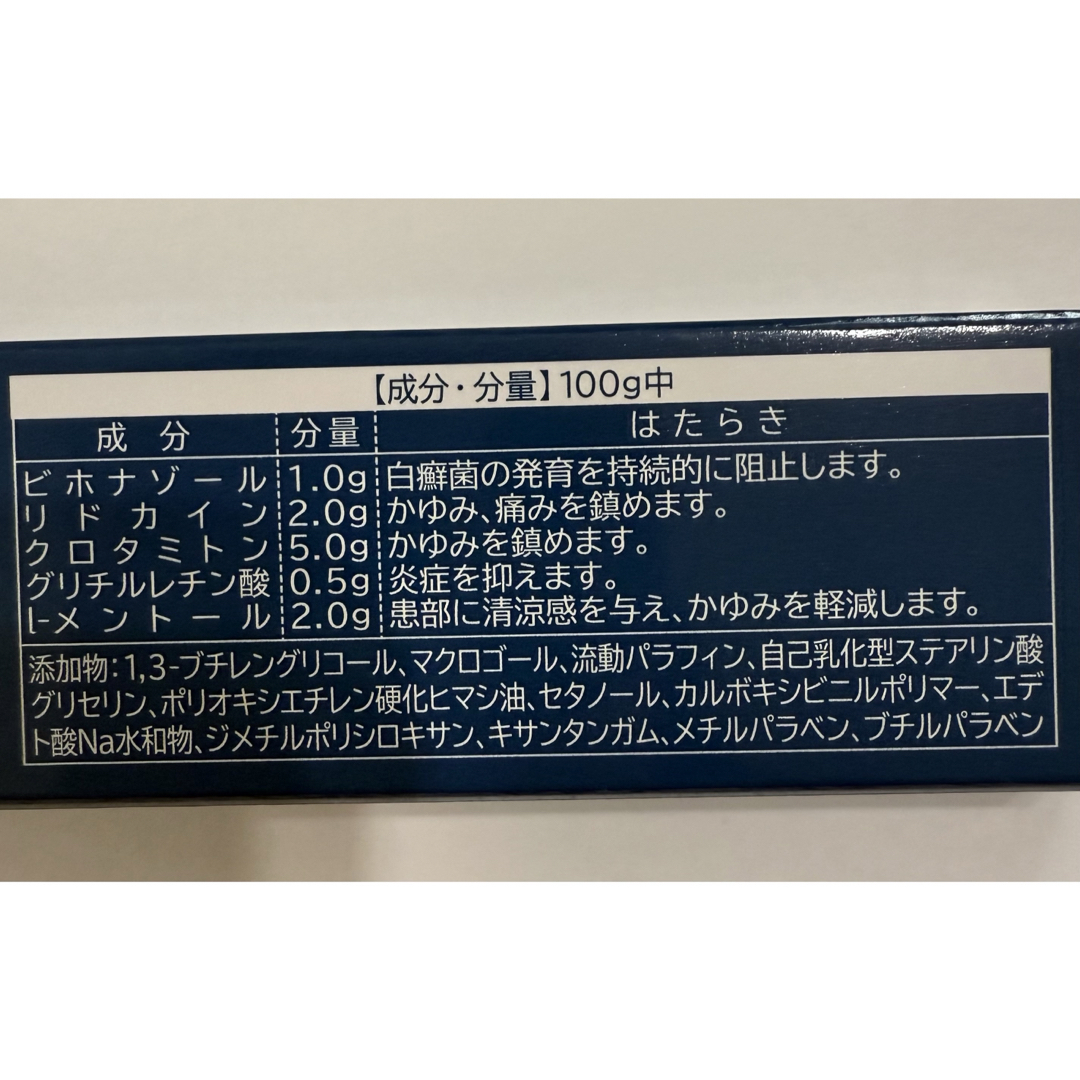 【成分・分量】100g中
成分 分量 はたらき
ビホナゾール 1.0g 白癬菌の発育を持続的に阻止します。
リドカイン 2.0g かゆみ、痛みを鎮めます。
クロタミトン 5.0g かゆみを鎮めます。
グリチルレチン酸 0.5g 炎症を抑えます。
l-メントール 2.0g 患部に清涼感を与え、かゆみを軽減します。
添加物：1,3-ブチレングリコール、マクロゴール、流動パラフィン、自己乳化型ステアリン酸
グリセリン、ポリオキシエチレン硬化ヒマシ油、セタノール、カルボキシビニルポリマー、エデ
ト酸Na水和物、ジメチルポリシロキサン、キサンタンガム、メチルパラベン、ブチルパラベン